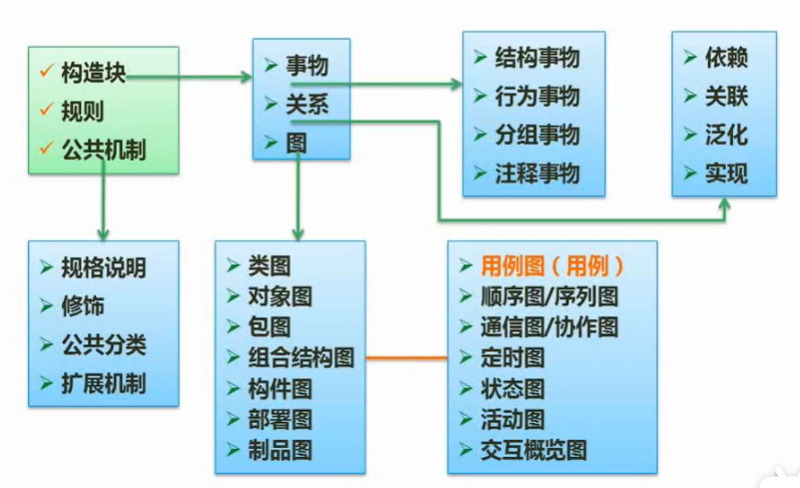 构造块
规则
公共机制
事物
关系
图
结构事物
行为事物
分组事物
注释事物
依赖
关联
泛化
实现
规格说明
修饰
公共分类
扩展机制
类图
对象图
包图
组合结构图
构件图
部署图
制品图
用例图（用例）
顺序图/序列图
通信图/协作图
定时图
状态图
活动图
交互概览图